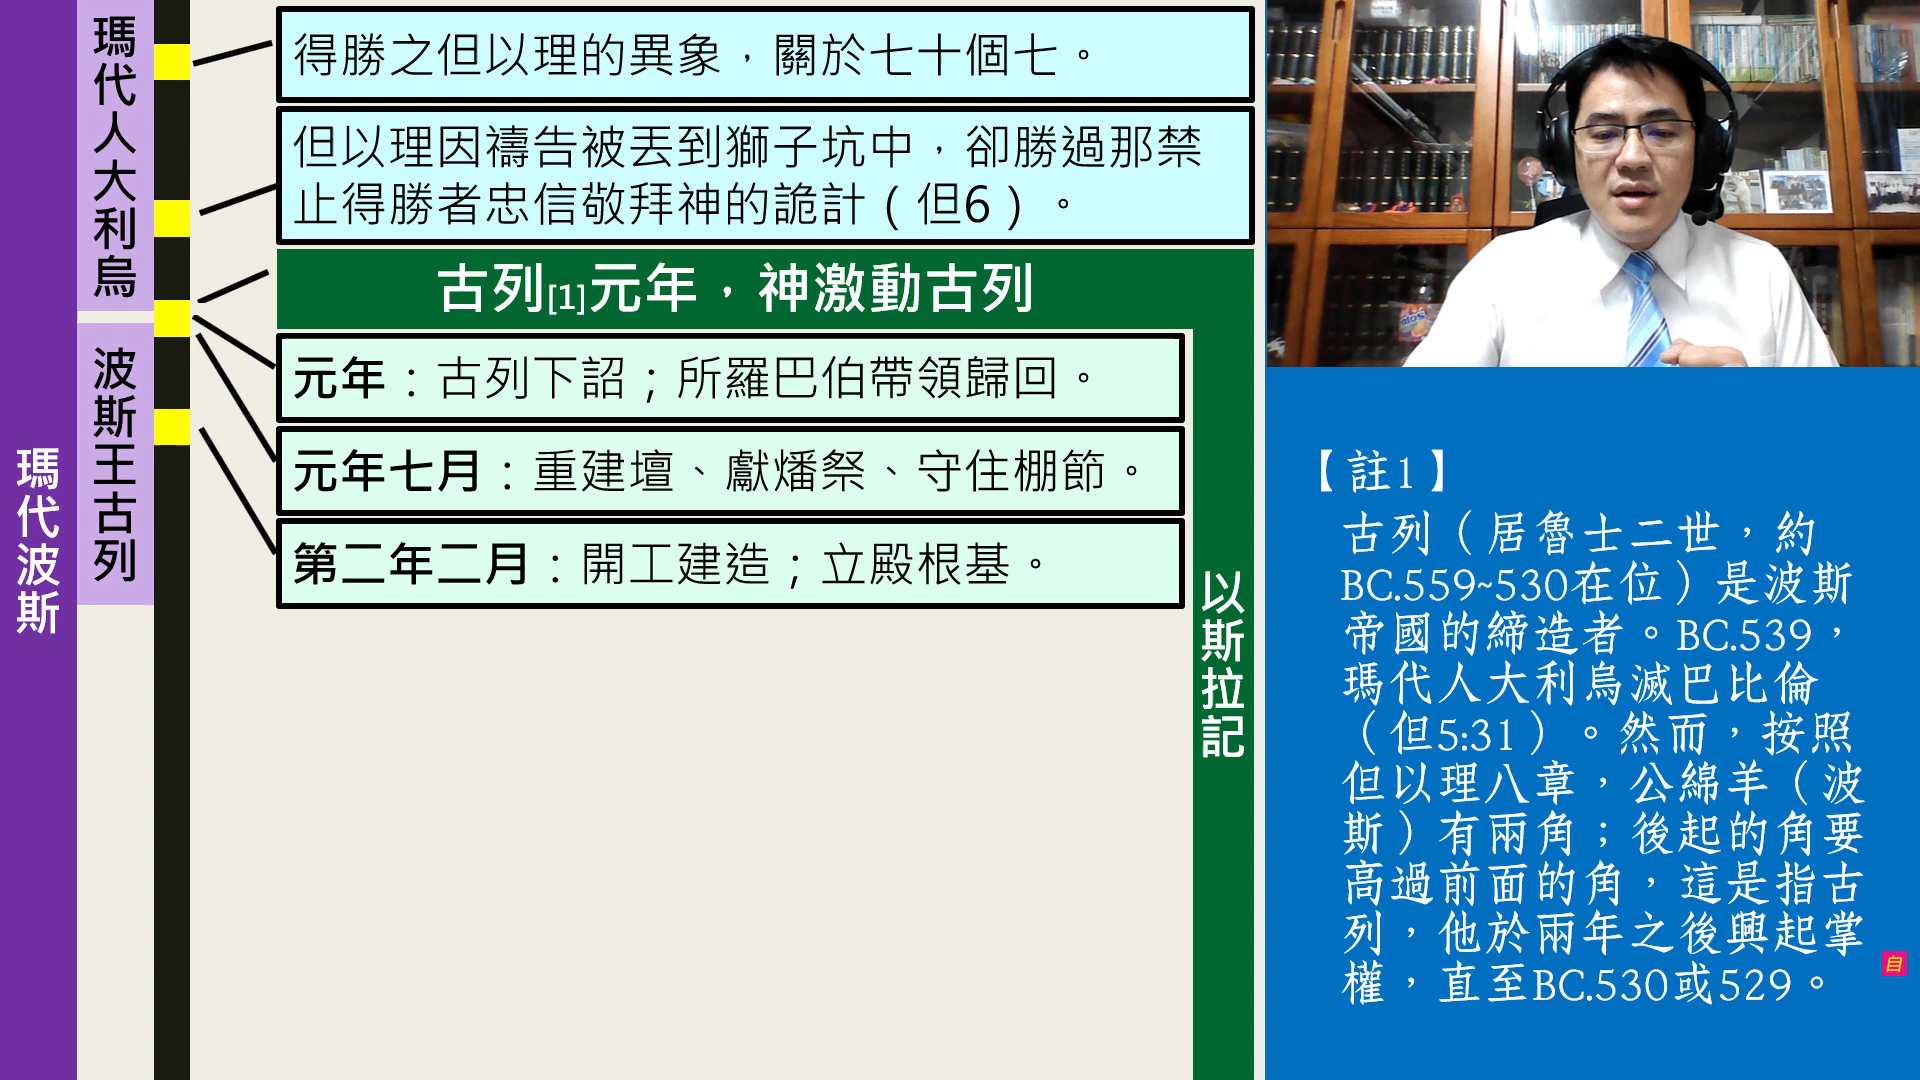 瑪代波斯
瑪代人大利烏
波斯王古列
得勝之但以理的異象，關於七十個七。
但以理因禱告被丟到獅子坑中，卻勝過那禁
止得勝者忠信敬拜神的詭計（但6）。
古列[1]元年，神激動古列
元年：古列下詔；所羅巴伯帶領歸回。
元年七月：重建壇、獻燔祭、守住棚節。
第二年二月：開工建造；立殿根基。
以斯拉記
【註1】
古列（居魯士二世，約
BC.559~530在位）是波斯
帝國的締造者。BC.539，
瑪代人大利烏滅巴比倫
（但5:31）。然而，按照
但以理八章，公綿羊（波
斯）有兩角；後起的角要
高過前面的角，這是指古
列，他於兩年之後興起掌
權，直至BC.530或529。
自